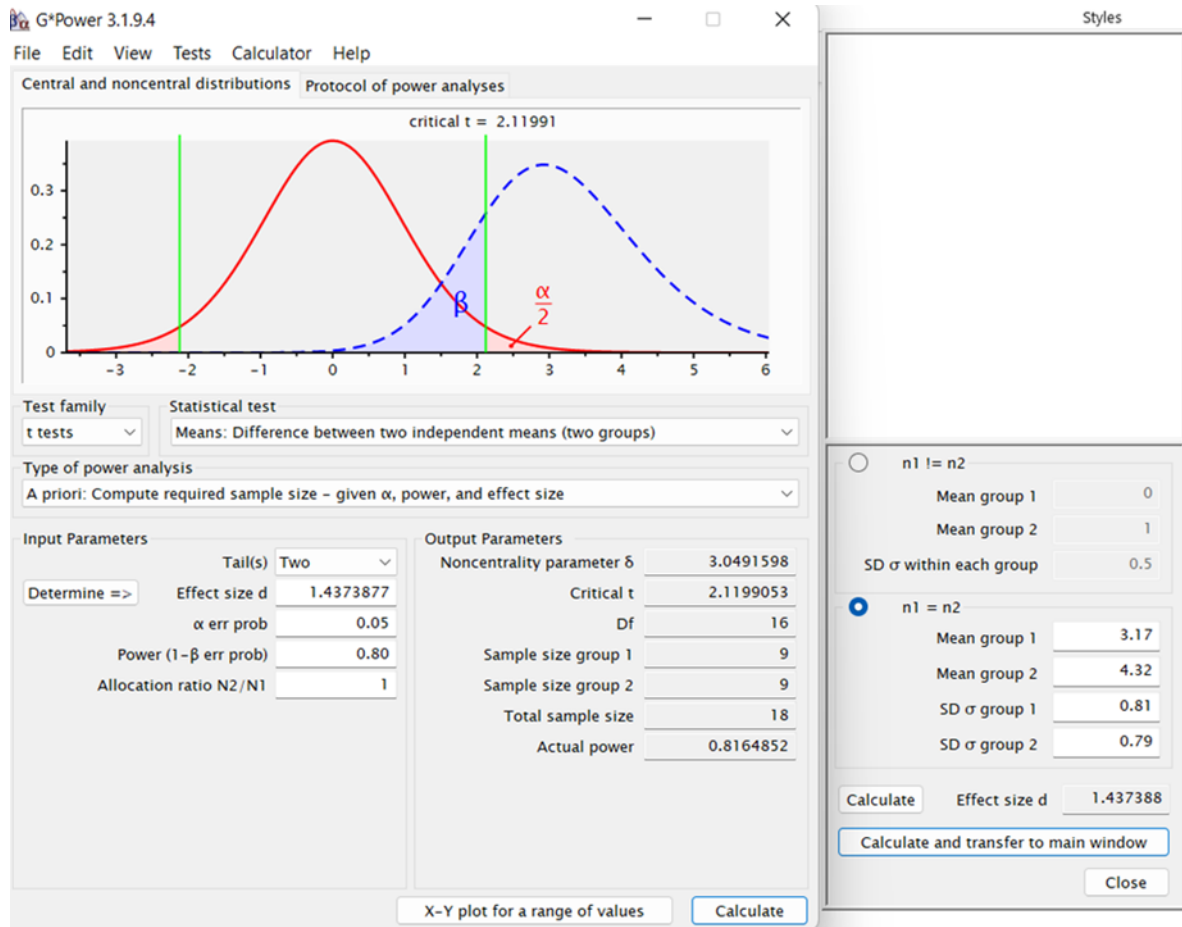 βα G*Power 3.1.9.4
File Edit View Tests Calculator Help
Central and noncentral distributions Protocol of power analyses
critical t = 2.11991
0.3
0.2
0.1
0
β
α
2
-3 -2 -1 0 1 2 3 4 5 6
Test family Statistical test
t tests Means: Difference between two independent means (two groups)
Type of power analysis
A priori: Compute required sample size – given α, power, and effect size
Input Parameters
Tail(s) Two
Determine => Effect size d 1.4373877
α err prob 0.05
Power (1-β err prob) 0.80
Allocation ratio N2/N1 1
Output Parameters
Noncentrality parameter δ 3.0491598
Critical t 2.1199053
Df 16
Sample size group 1 9
Sample size group 2 9
Total sample size 18
Actual power 0.8164852
X-Y plot for a range of values Calculate
Styles
n1 != n2
Mean group 1 0
Mean group 2 1
SD σ within each group 0.5
n1 = n2
Mean group 1 3.17
Mean group 2 4.32
SD σ group 1 0.81
SD σ group 2 0.79
Calculate Effect size d 1.437388
Calculate and transfer to main window
Close